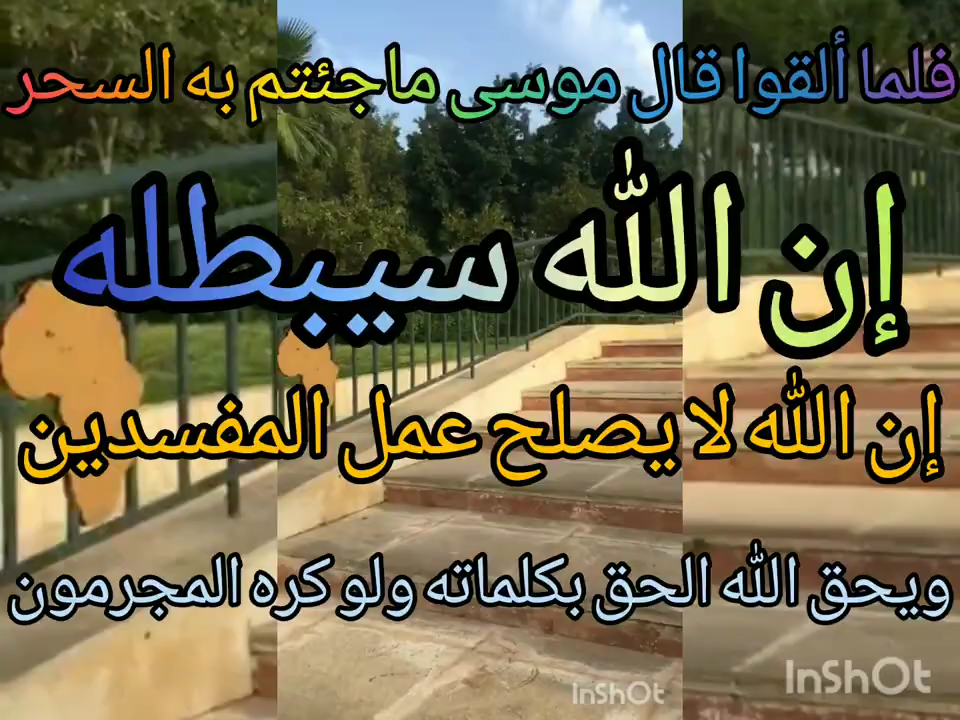 فلما ألقوا قال موسى ماجئتم به السحر
إن الله سيبطله
إن الله لا يصلح عمل المفسدين
ويحق الله الحق بكلماته ولو كره المجرمون
InShOt
InShOt